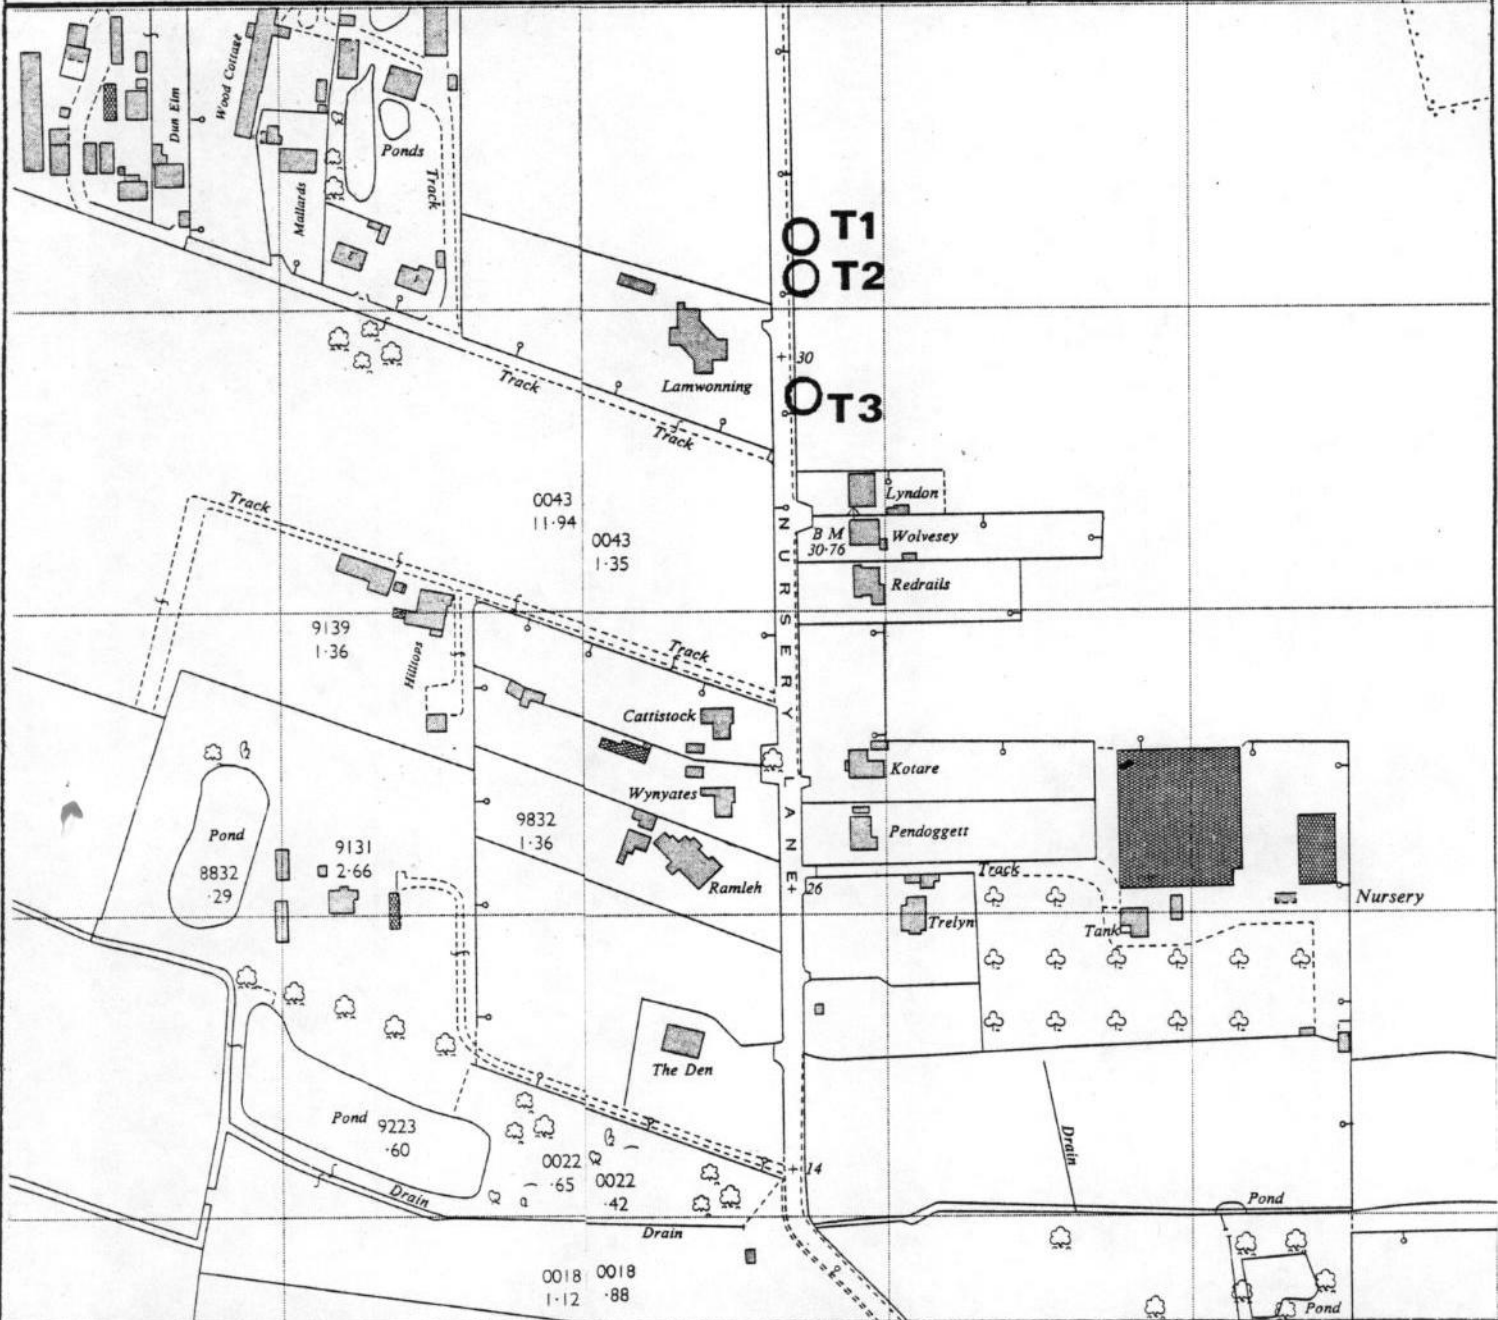 Dun Elm
Wood Cottage
Mallards
Ponds
Track
T1
T2
+ 30
Lamwonning
T3
Track
Track
Track
0043
11·94
0043
1·35
Lyndon
B M
30·76
Wolvesey
Redrails
NURSERY LANE
9139
1·36
Hilltops
Track
Cattistock
Kotare
Wynyates
9832
1·36
Pendoggett
Pond
8832
·29
9131
2·66
Ramleh
+
26
Track
Trelyn
Tank
Nursery
The Den
Pond
9223
·60
Drain
0022
·65
0022
·42
+ 14
Drain
Pond
Drain
0018
1·12
0018
·88
Pond